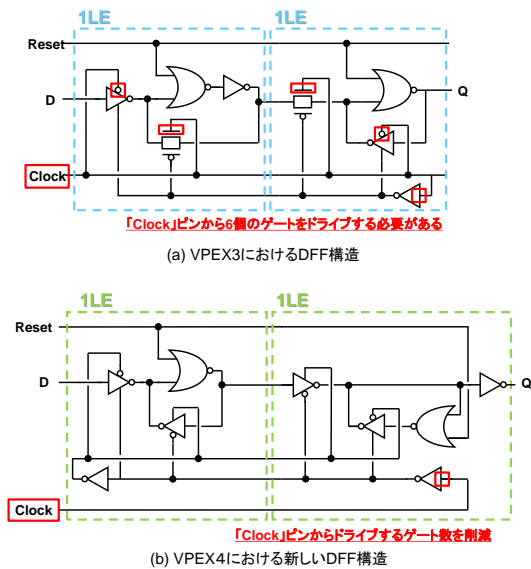 1LE
1LE
Reset
D
Q
Clock
「Clock」ピンから6個のゲートをドライブする必要がある
(a) VPEX3におけるDFF構造
1LE
1LE
Reset
D
Q
Clock
「Clock」ピンからドライブするゲート数を削減
(b) VPEX4における新しいDFF構造